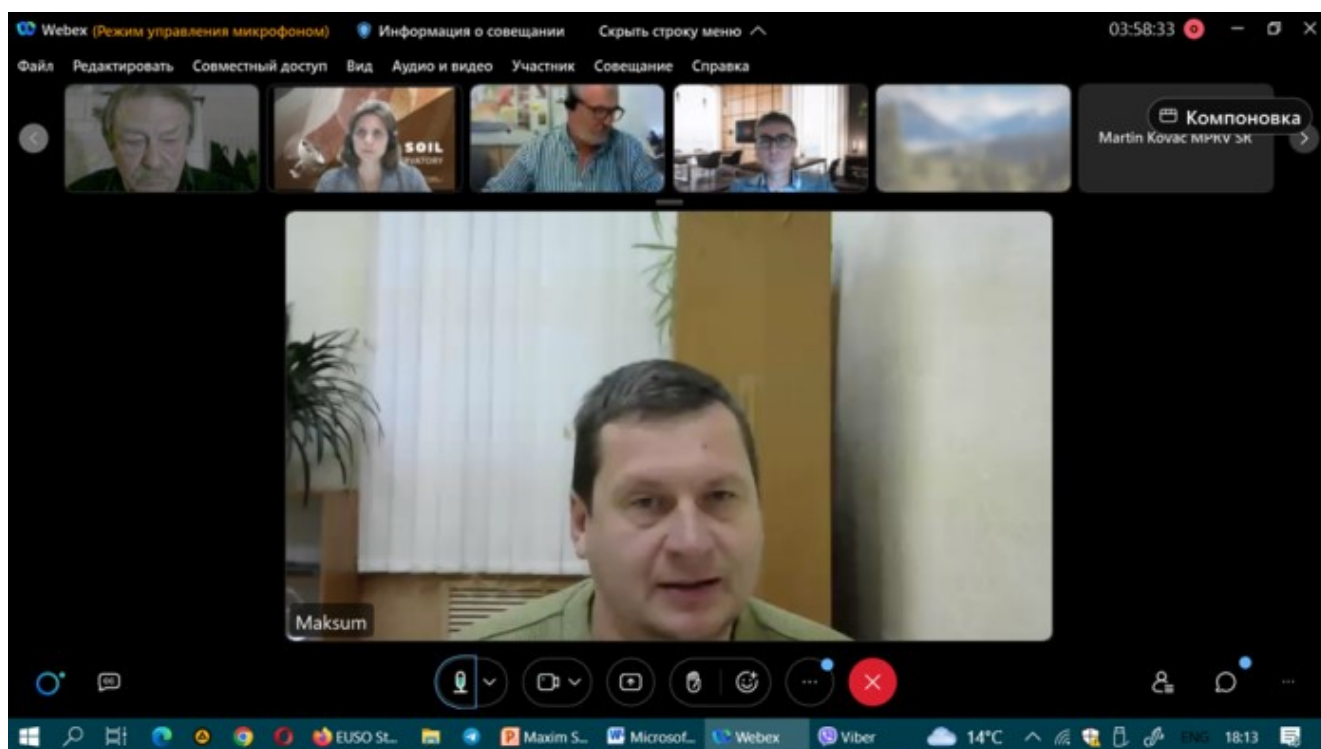 Webex (Режим управления микрофоном) Информация о совещании Скрыть строку меню 03:58:33
Файл Редактировать Совместный доступ Вид Аудио и видео Участник Совещание Справка
Компоновка
Martin Kovac MPRV SR
SOIL
Maksum
EUSO St... Maxim S... Microsof... Webex Viber 14°C ENG 18:13